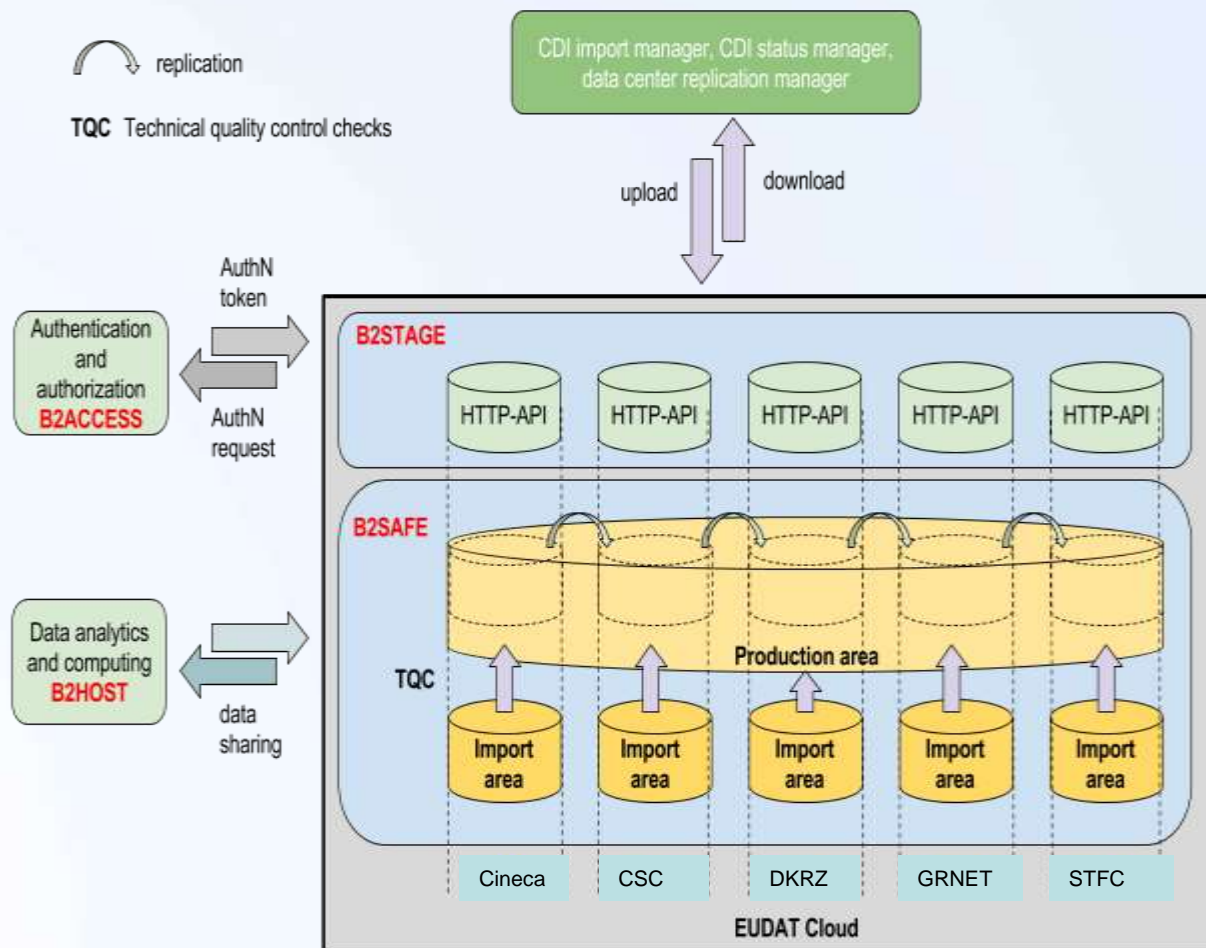 CDI import manager, CDI status manager,
data center replication manager
replication
TQC Technical quality control checks
upload
download
AuthN
token
Authentication
and
authorization
B2ACCESS
AuthN
request
B2STAGE
HTTP-API
HTTP-API
HTTP-API
HTTP-API
HTTP-API
B2SAFE
Data analytics
and computing
B2HOST
data
sharing
Production area
TQC
Import
area
Import
area
Import
area
Import
area
Import
area
Cineca
CSC
DKRZ
GRNET
STFC
EUDAT Cloud